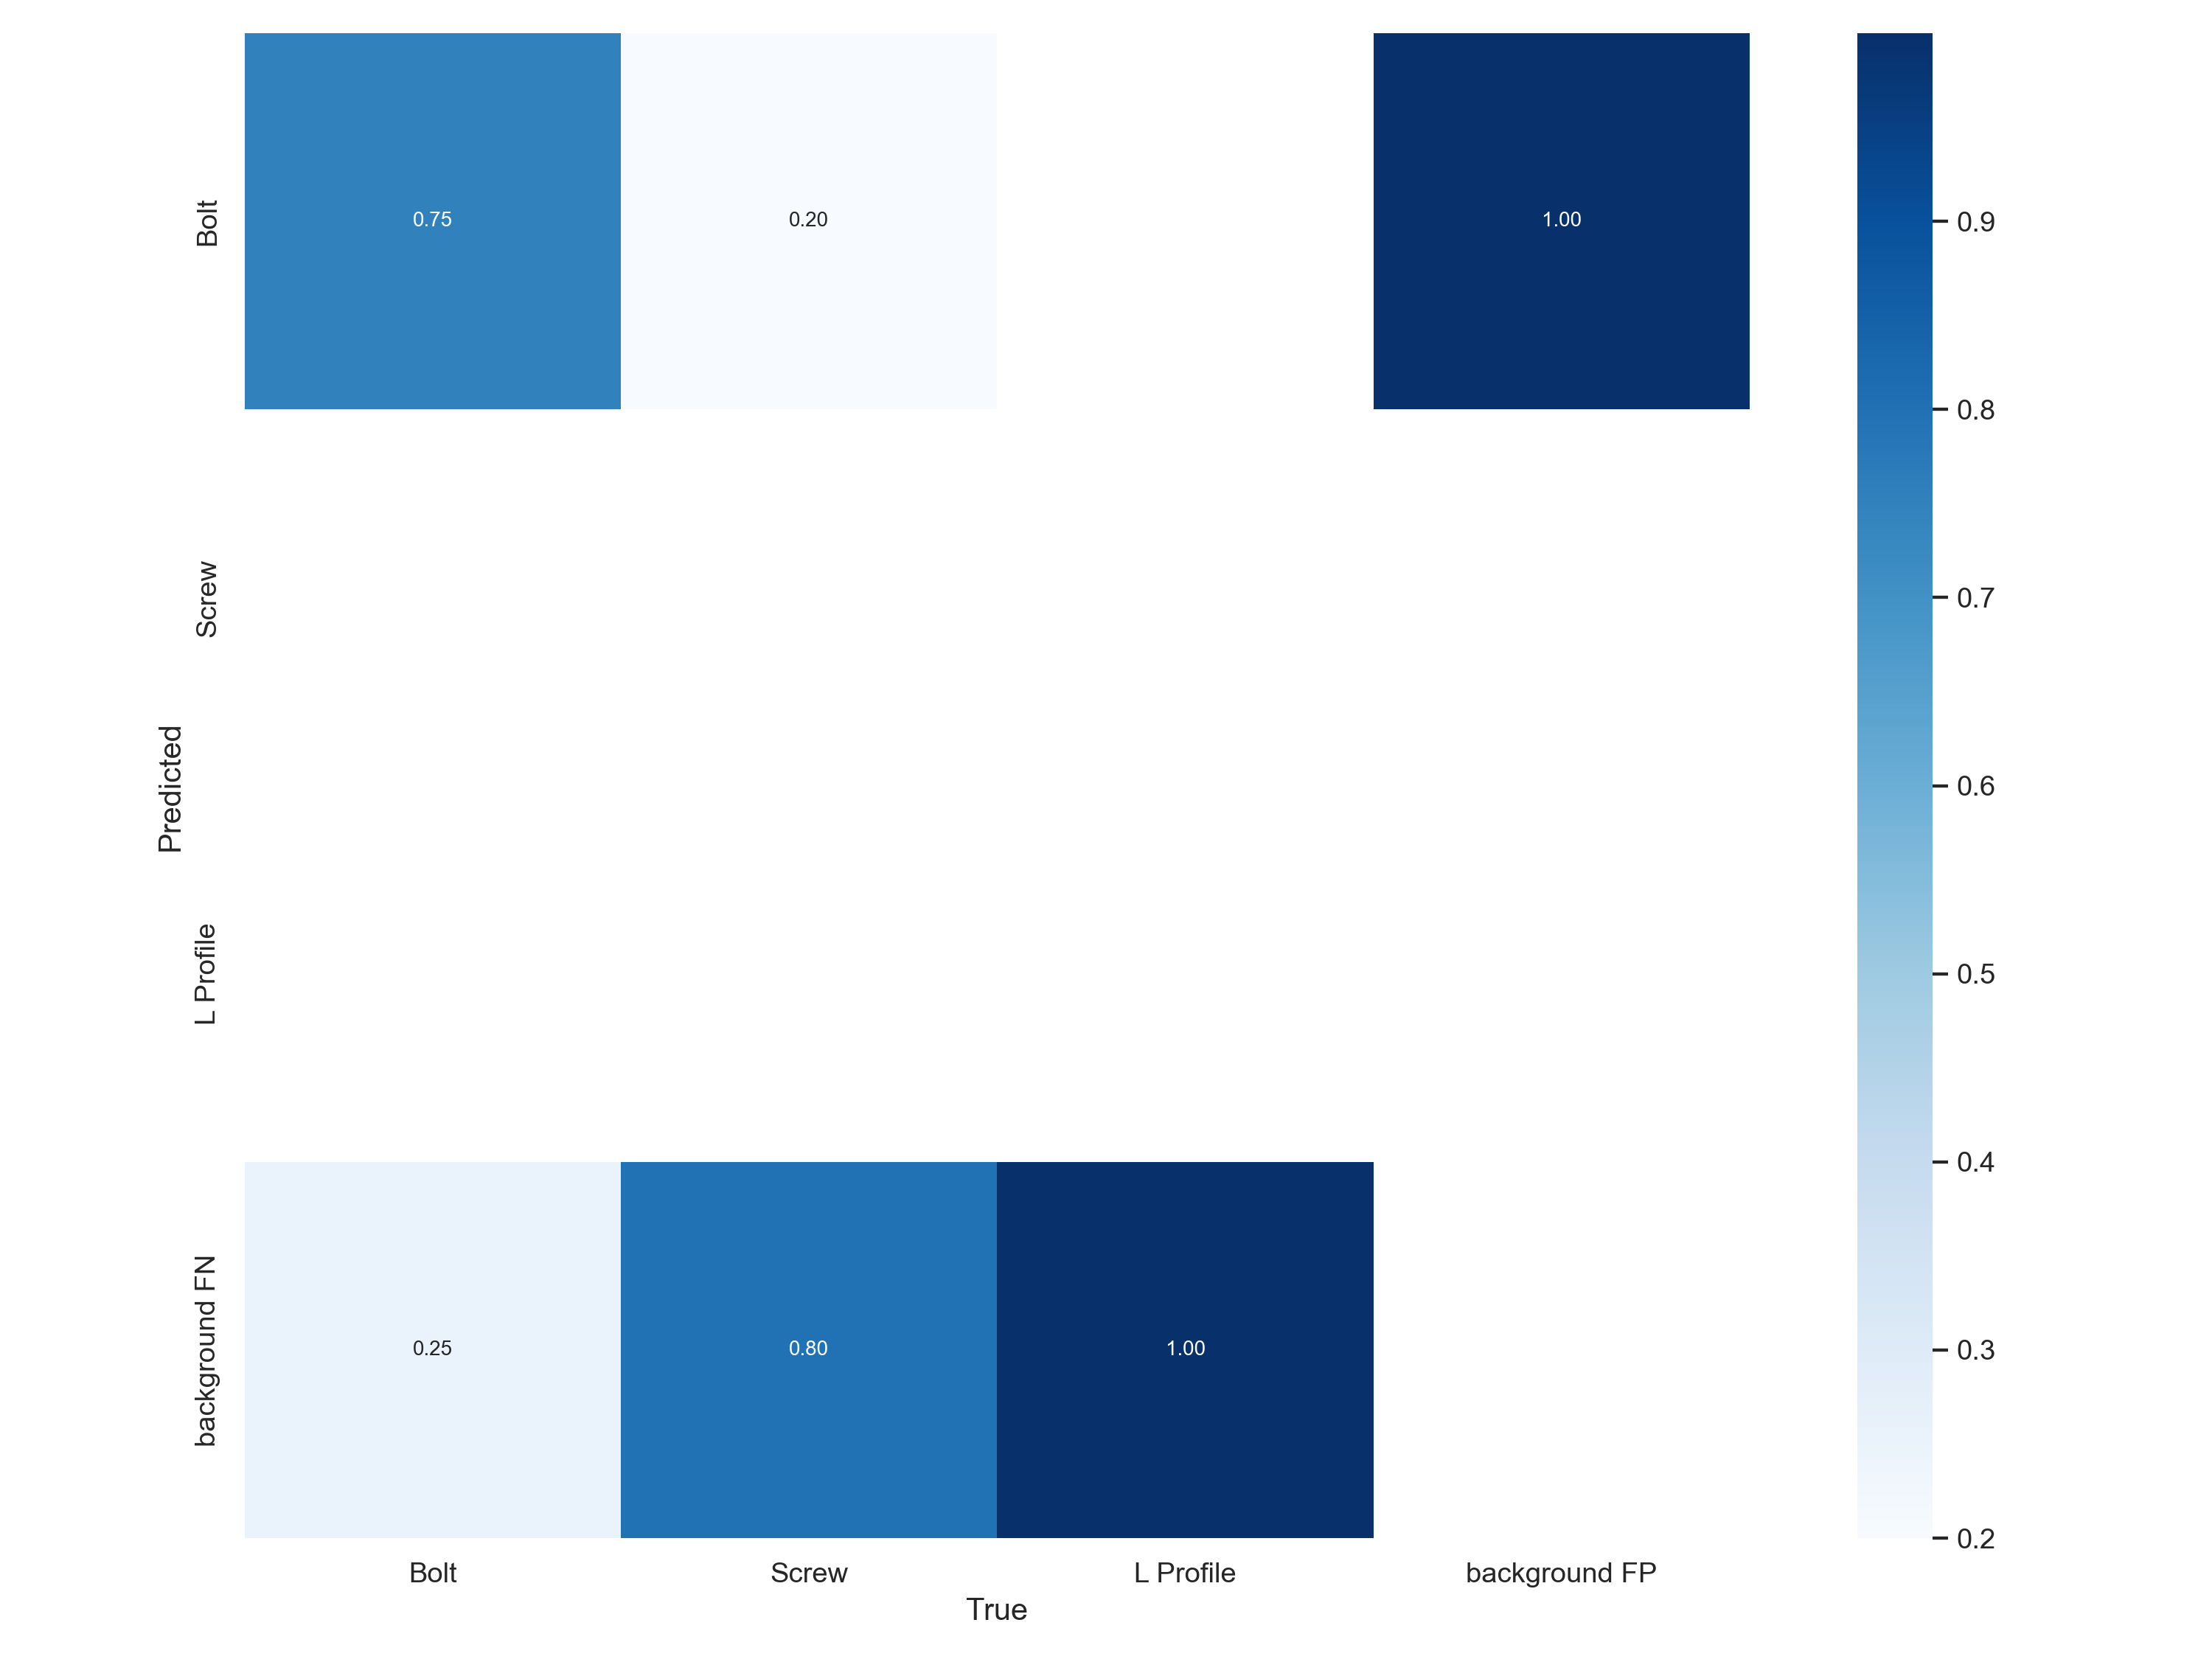 Predicted
Bolt
0.75 0.20 1.00
Screw
L Profile
background FN
0.25 0.80 1.00
Bolt Screw L Profile background FP
True
0.9
0.8
0.7
0.6
0.5
0.4
0.3
0.2